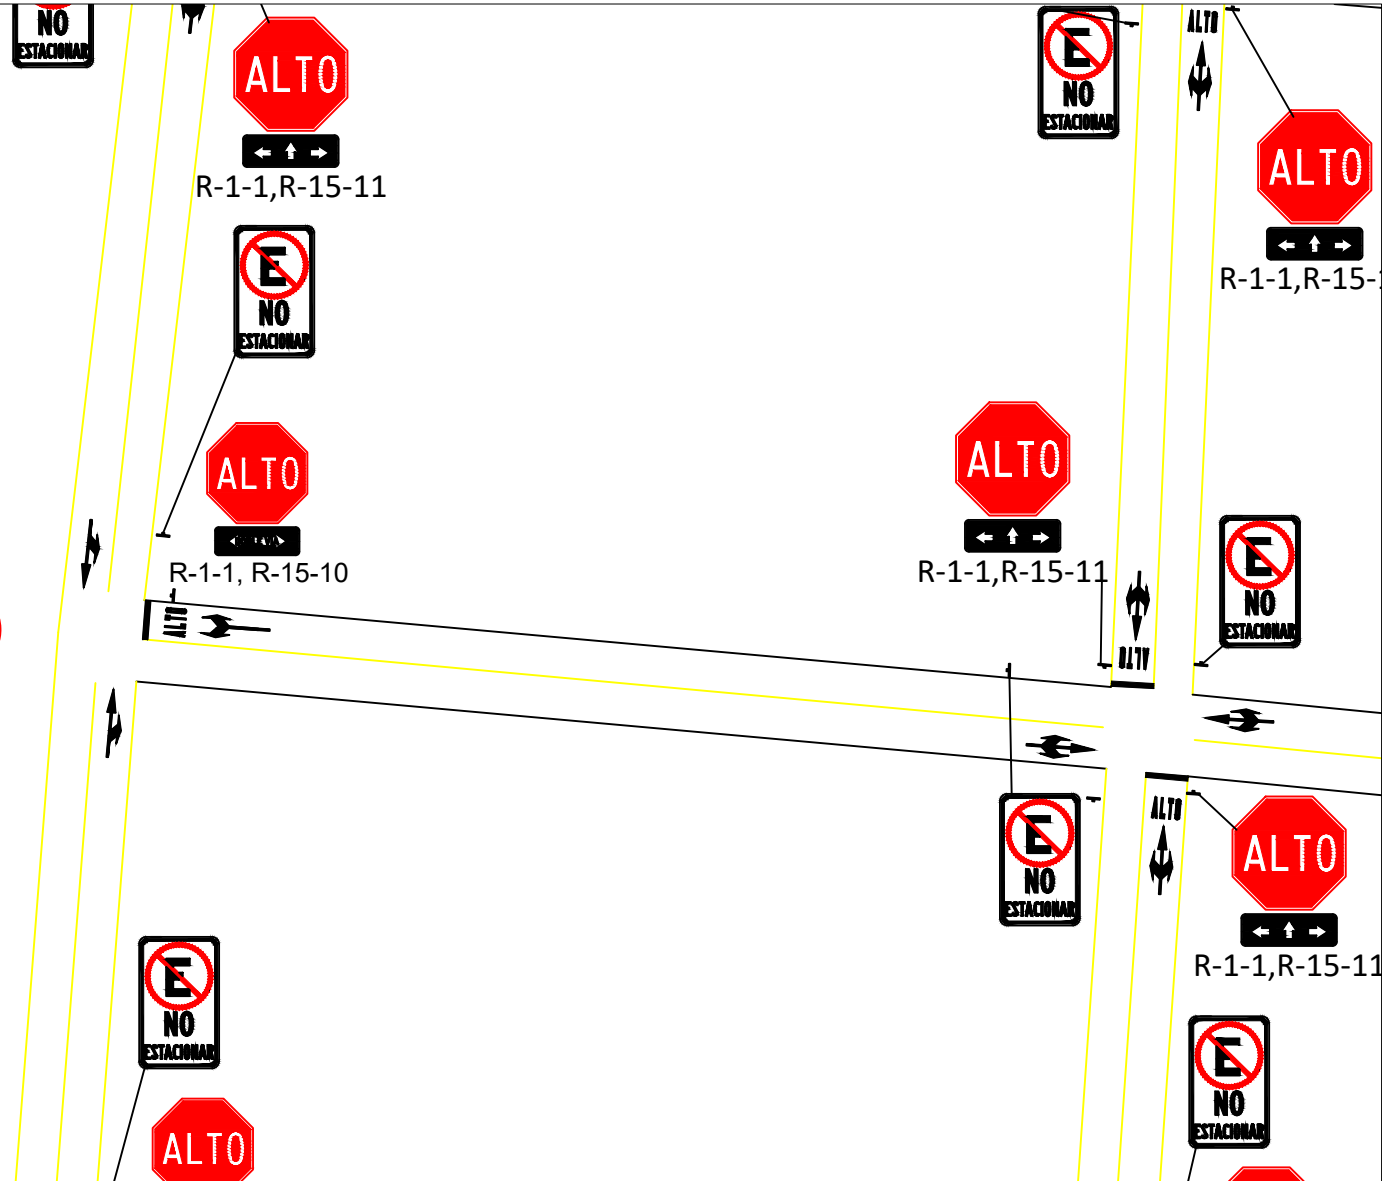 NO
ESTACIONAR
ALTO
R-1-1,R-15-11
ALTO
E
NO
ESTACIONAR
ALTO
R-1-1,R-15-
E
NO
ESTACIONAR
ALTO
R-1-1, R-15-10
ALTO
R-1-1,R-15-11
E
NO
ESTACIONAR
ALTO
ALTO
E
NO
ESTACIONAR
ALTO
ALTO
R-1-1,R-15-11
E
NO
ESTACIONAR
E
NO
ESTACIONAR
ALTO